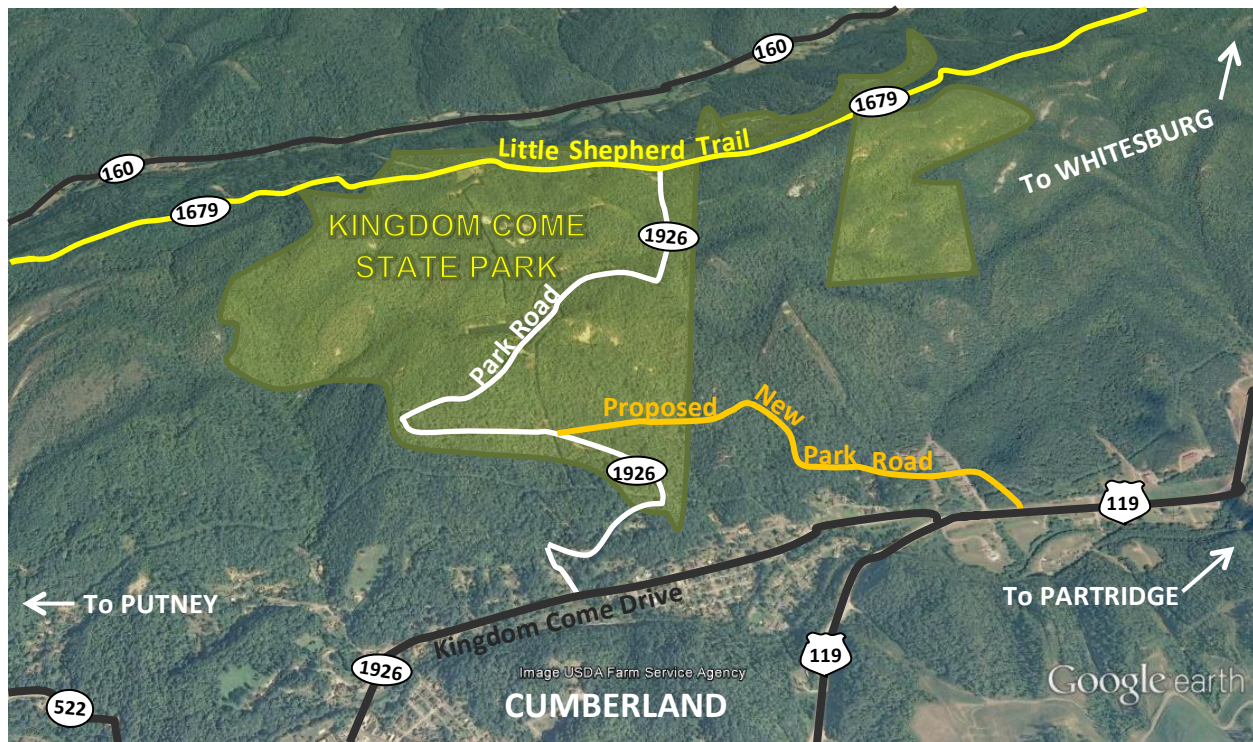 160
160
1679
Little Shepherd Trail
1679
To WHITESBURG
KINGDOM COME
STATE PARK
1926
Park Road
Proposed New Park Road
1926
119
To PUTNEY
To PARTRIDGE
Kingdom Come Drive
1926
119
522
Image USDA Farm Service Agency
CUMBERLAND
Google earth